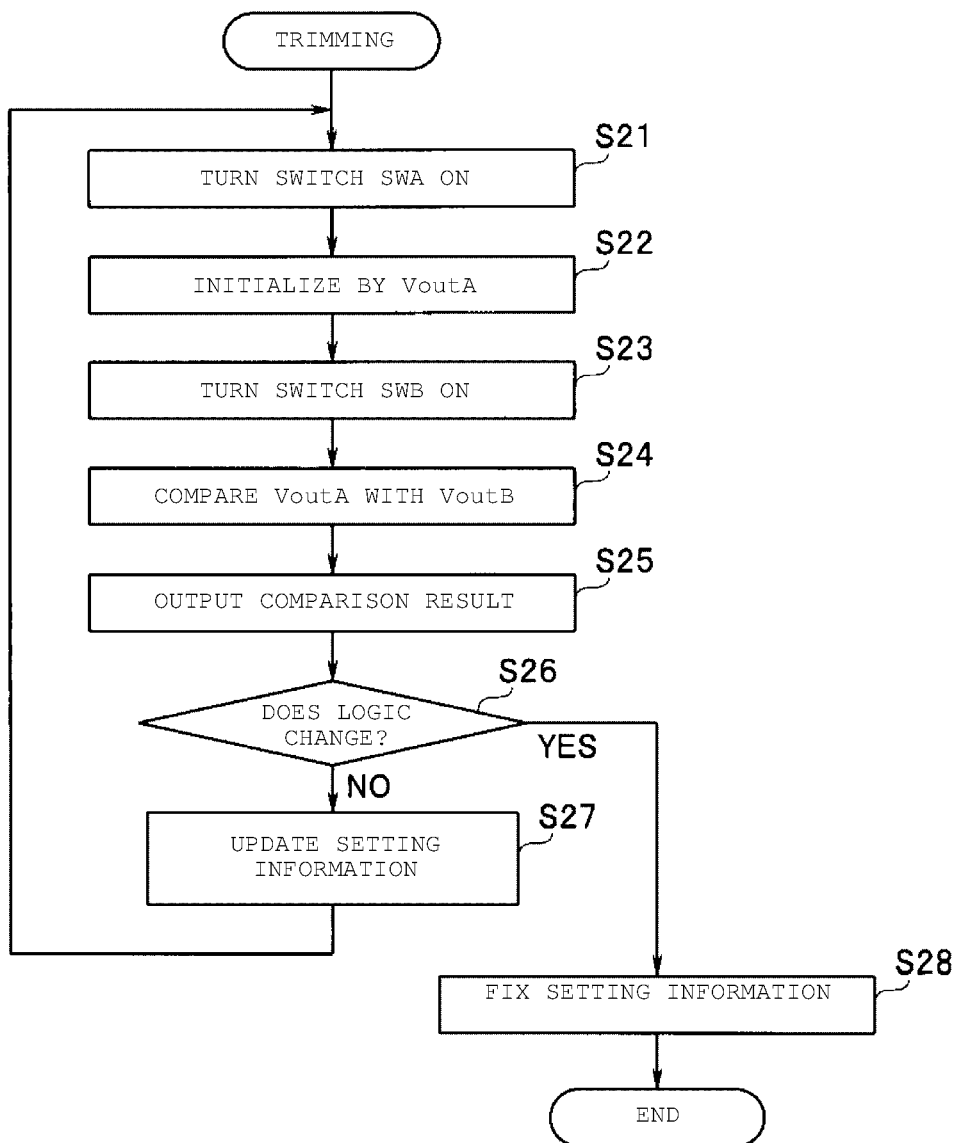 TRIMMING
S21
TURN SWITCH SWA ON
S22
INITIALIZE BY VoutA
S23
TURN SWITCH SWB ON
S24
COMPARE VoutA WITH VoutB
S25
OUTPUT COMPARISON RESULT
S26
DOES LOGIC
CHANGE?
YES
NO
S27
UPDATE SETTING
INFORMATION
S28
FIX SETTING INFORMATION
END